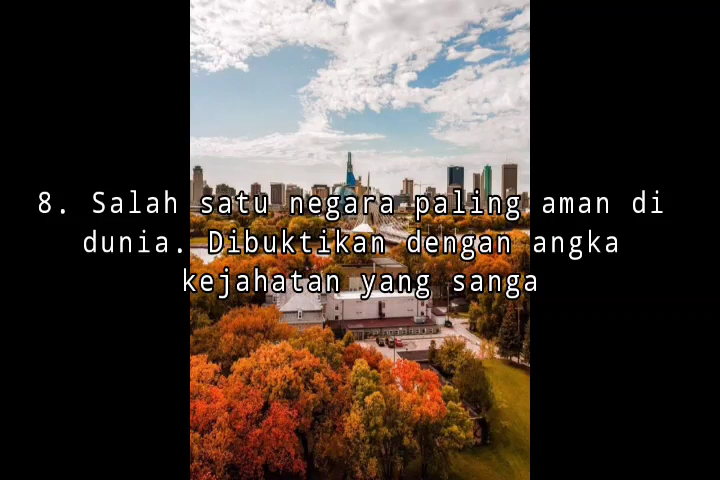 8. Salah satu negara paling aman di
dunia. Dibuktikan dengan angka
kejahatan yang sanga